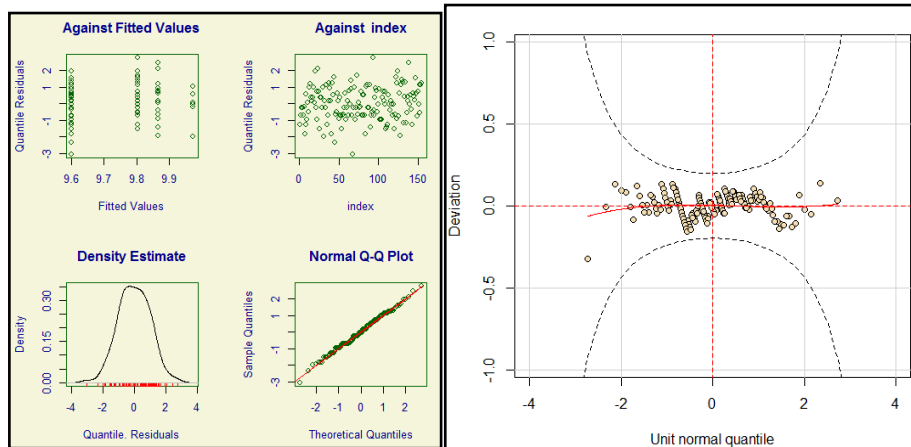 Against Fitted Values
Quantile Residuals
2
1
-1
-3
9.6 9.7 9.8 9.9
Fitted Values
Against index
Quantile Residuals
2
1
-1
-3
0 50 100 150
index
Density Estimate
Density
0.30
0.15
0.00
-4 -2 0 2 4
Quantile. Residuals
Normal Q-Q Plot
Sample Quantiles
2
1
-1
-3
-2 -1 0 1 2
Theoretical Quantiles
Deviation
1.0
0.5
0.0
-0.5
-1.0
-4 -2 0 2 4
Unit normal quantile